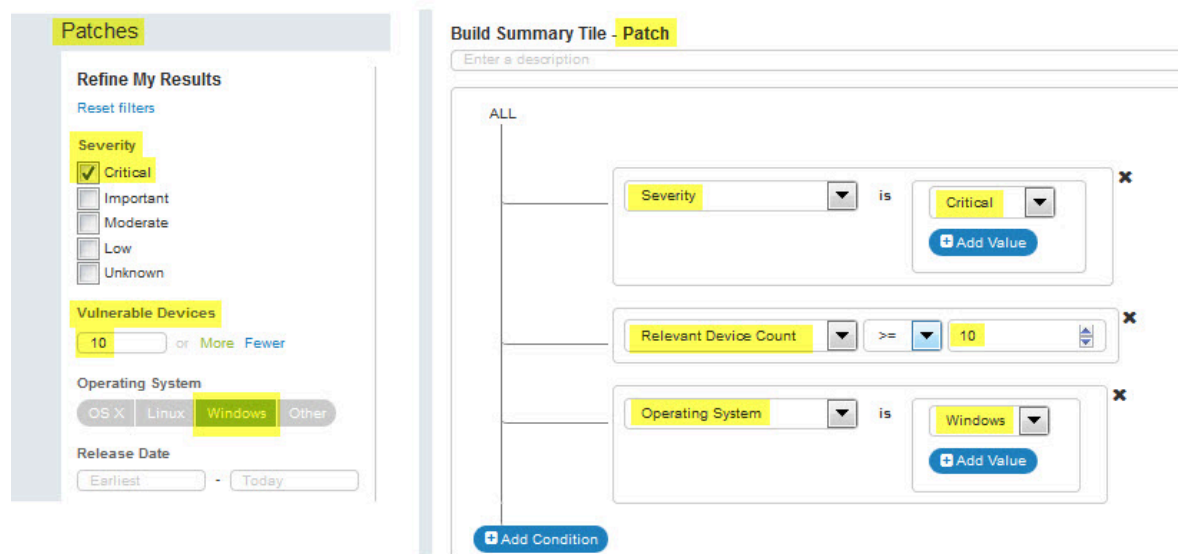 Patches
Refine My Results
Reset filters
Severity
Critical
Important
Moderate
Low
Unknown
Vulnerable Devices
10 or More Fewer
Operating System
OS X Linux Windows Other
Release Date
Earliest - Today
Build Summary Tile - Patch
Enter a description
ALL
Severity is Critical
Add Value
Relevant Device Count >= 10
Operating System is Windows
Add Value
Add Condition